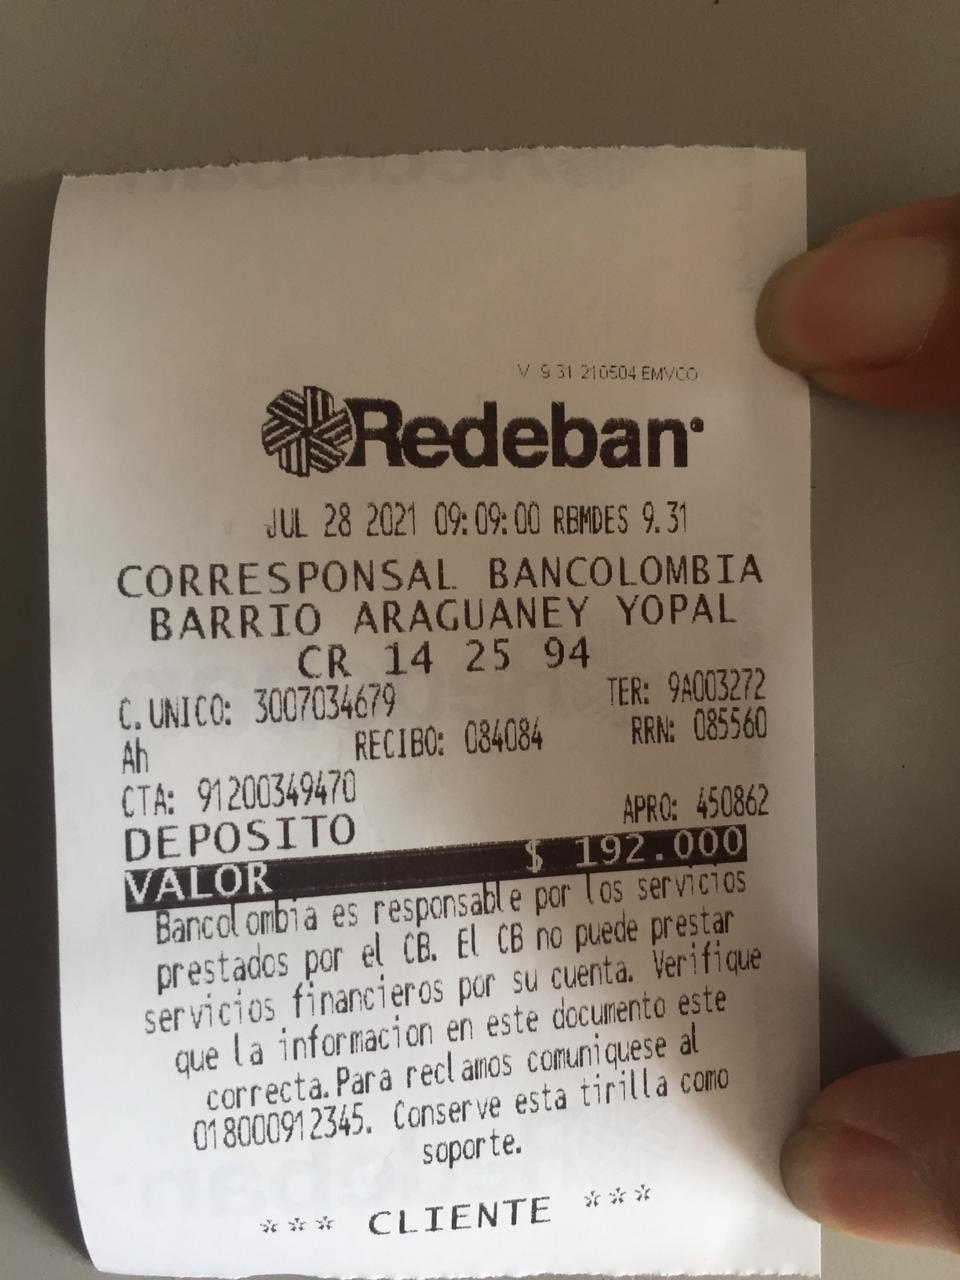 V 9 31 210504 EMVCO
Redeban
JUL 28 2021 09:09:00 RBMDES 9.31
CORRESPONSAL BANCOLOMBIA
BARRIO ARAGUANEY YOPAL
CR 14 25 94
C.UNICO: 3007034679 TER: 9A003272
Ah RECIBO: 084084 RRN: 085560
CTA: 91200349470
DEPOSITO APRO: 450862
VALOR $ 192.000
Bancolombia es responsable por los servicios
prestados por el CB. El CB no puede prestar
servicios financieros por su cuenta. Verifique
que la informacion en este documento este
correcta.Para reclamos comuniquese al
018000912345. Conserve esta tirilla como
soporte.
*** CLIENTE ***